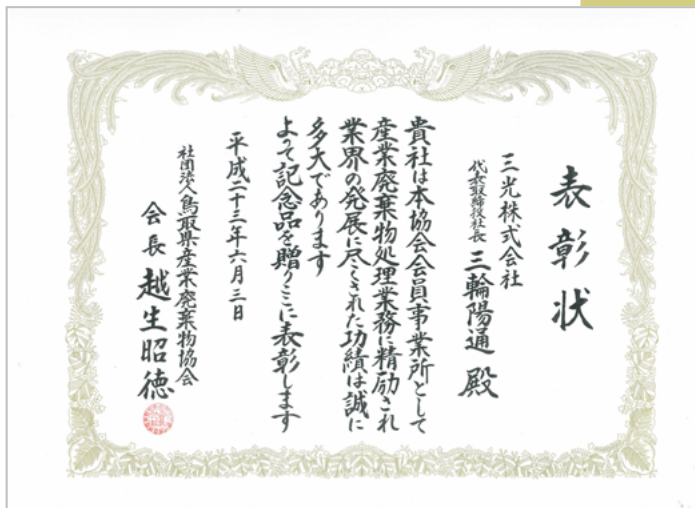 表彰状
三光株式会社
代表取締役社長 三輪陽通 殿
貴社は本協会会員事業所として
産業廃棄物処理業務に精励され
業界の発展に尽くされた功績は誠に
多大であります
よって記念品を贈りここに表彰します
平成二十三年六月三日
社団法人鳥取県産業廃棄物協会
会長 越生昭徳